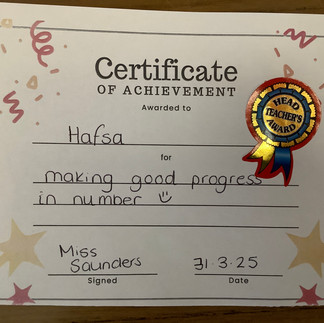 Certificate
OF ACHIEVEMENT
Awarded to
Hafsa
for
making good progress
in number
Miss
Saunders
31.3.25
Signed
Date
HEAD
TEACHER'S
AWARD